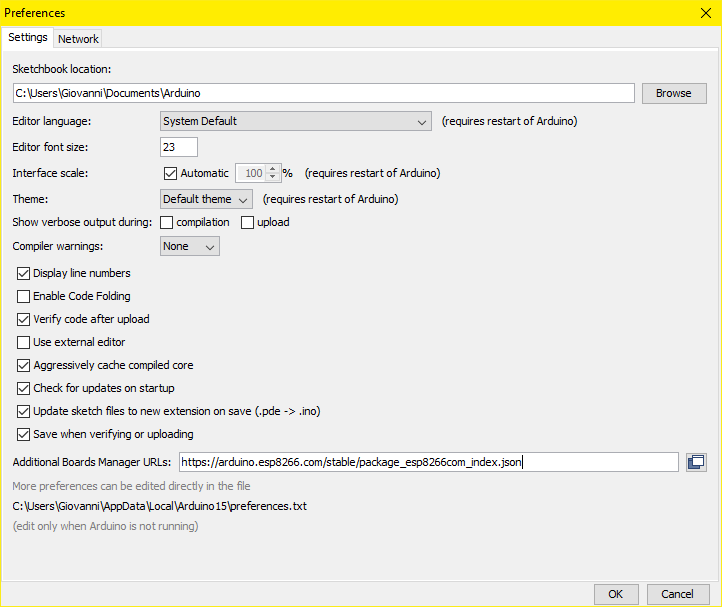 Preferences
Settings Network
Sketchbook location:
C:\Users\Giovanni\Documents\Arduino Browse
Editor language: System Default (requires restart of Arduino)
Editor font size: 23
Interface scale: Automatic 100 % (requires restart of Arduino)
Theme: Default theme (requires restart of Arduino)
Show verbose output during: compilation upload
Compiler warnings: None
Display line numbers
Enable Code Folding
Verify code after upload
Use external editor
Aggressively cache compiled core
Check for updates on startup
Update sketch files to new extension on save (.pde -> .ino)
Save when verifying or uploading
Additional Boards Manager URLs: https://arduino.esp8266.com/stable/package_esp8266com_index.json
More preferences can be edited directly in the file
C:\Users\Giovanni\AppData\Local\Arduino15\preferences.txt
(edit only when Arduino is not running)
OK Cancel